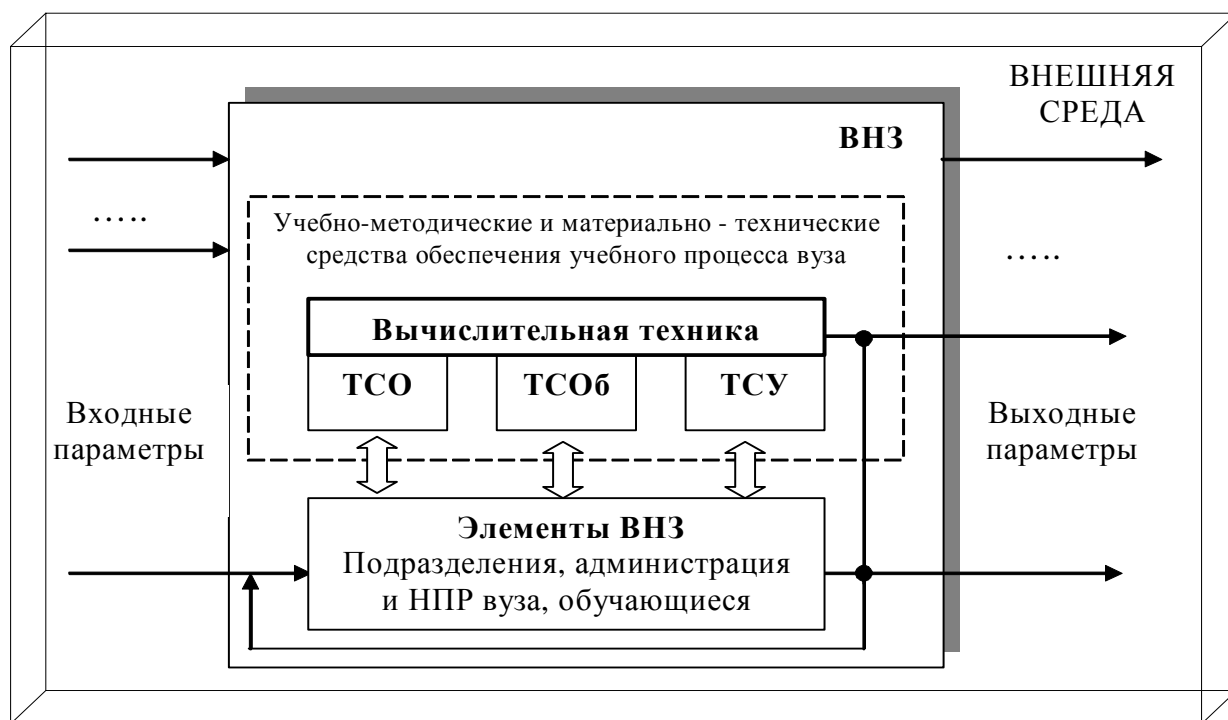 ВНЕШНЯЯ
СРЕДА
ВНЗ
…..
Учебно-методические и материально - технические
средства обеспечения учебного процесса вуза
…..
Вычислительная техника
ТСО
ТСОб
ТСУ
Входные
параметры
Выходные
параметры
Элементы ВНЗ
Подразделения, администрация
и НПР вуза, обучающиеся